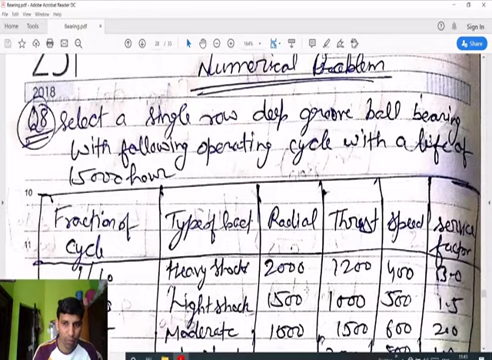 Bearing.pdf - Adobe Acrobat Reader DC
File Edit View Window Help
Home Tools Bearing.pdf × Sign In
Share
Numerical Problem
2018
Q8 Select a single row deep groove ball bearing
with following operating cycle with a life of
15000 hour
10
Fraction of cycle Type of load Radial Thrust Speed Service factor
11
Heavy shock 2000 1200 400
Light shock 1500 1000 500 1.5
Moderate 1000 1500 600 2.00